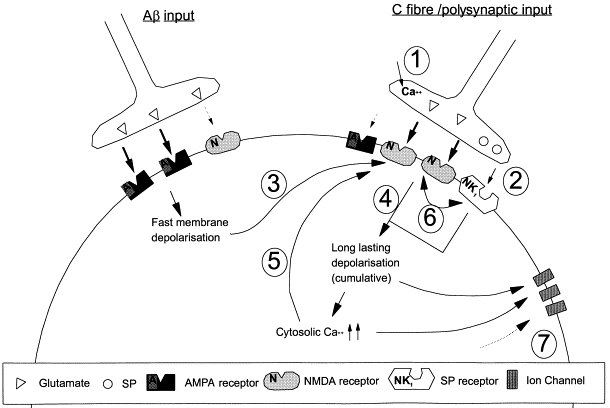 Aβ input
C fibre /polysynaptic input
1
Ca++
N
A
A
A
N
N
NK1
2
3
4
6
Fast membrane
depolarisation
5
Long lasting
depolarisation
(cumulative)
Cytosolic Ca++
7
Glutamate
SP
A
AMPA receptor
N
NMDA receptor
NK1
SP receptor
Ion Channel